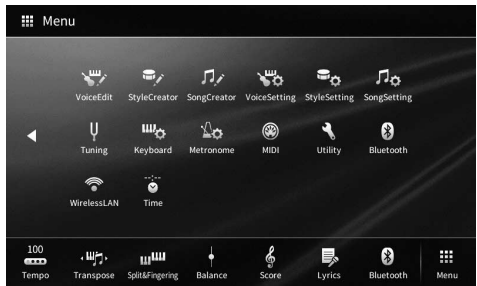 Menu
VoiceEdit StyleCreator SongCreator VoiceSetting StyleSetting SongSetting
Tuning Keyboard Metronome MIDI Utility Bluetooth
--:--
WirelessLAN Time
100
Tempo Transpose Split&Fingering Balance Score Lyrics Bluetooth Menu